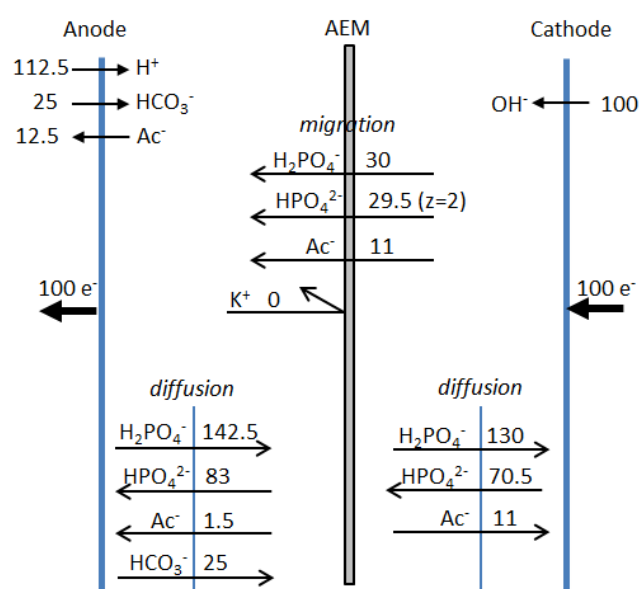 Anode AEM Cathode
112.5 H⁺
25 HCO₃⁻
OH⁻ 100
12.5 Ac⁻
migration
H₂PO₄⁻ 30
HPO₄²⁻ 29.5 (z=2)
Ac⁻ 11
100 e⁻ K⁺ 0 100 e⁻
diffusion diffusion
H₂PO₄⁻ 142.5 H₂PO₄⁻ 130
HPO₄²⁻ 83 HPO₄²⁻ 70.5
Ac⁻ 1.5 Ac⁻ 11
HCO₃⁻ 25